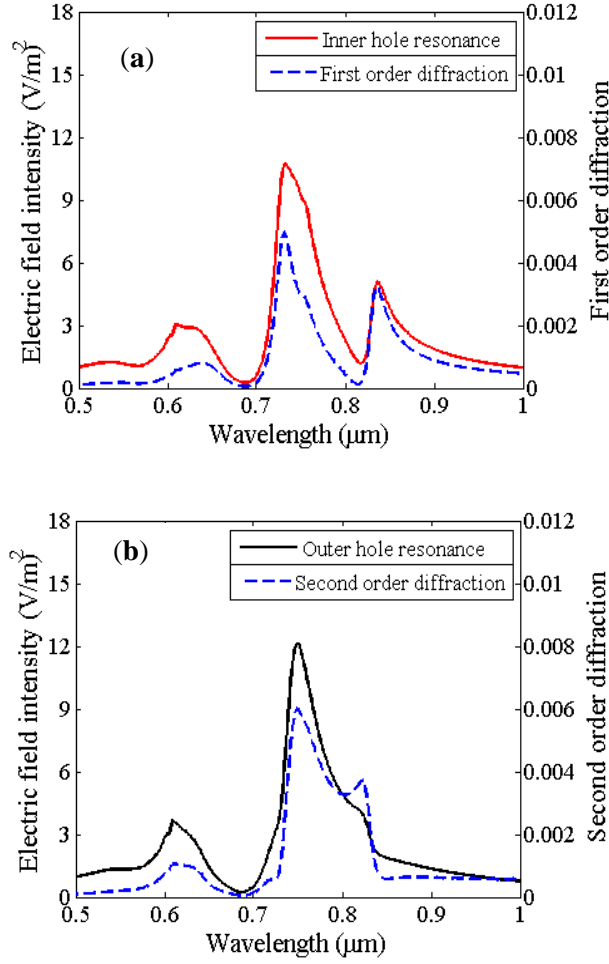 18
15
12
9
6
3
0
Electric field intensity (V/m²)
(a)
Inner hole resonance
First order diffraction
0.012
0.01
0.008
0.006
0.004
0.002
0
First order diffraction
0.5 0.6 0.7 0.8 0.9 1
Wavelength (μm)
18
15
12
9
6
3
0
Electric field intensity (V/m²)
(b)
Outer hole resonance
Second order diffraction
0.012
0.01
0.008
0.006
0.004
0.002
0
Second order diffraction
0.5 0.6 0.7 0.8 0.9 1
Wavelength (μm)